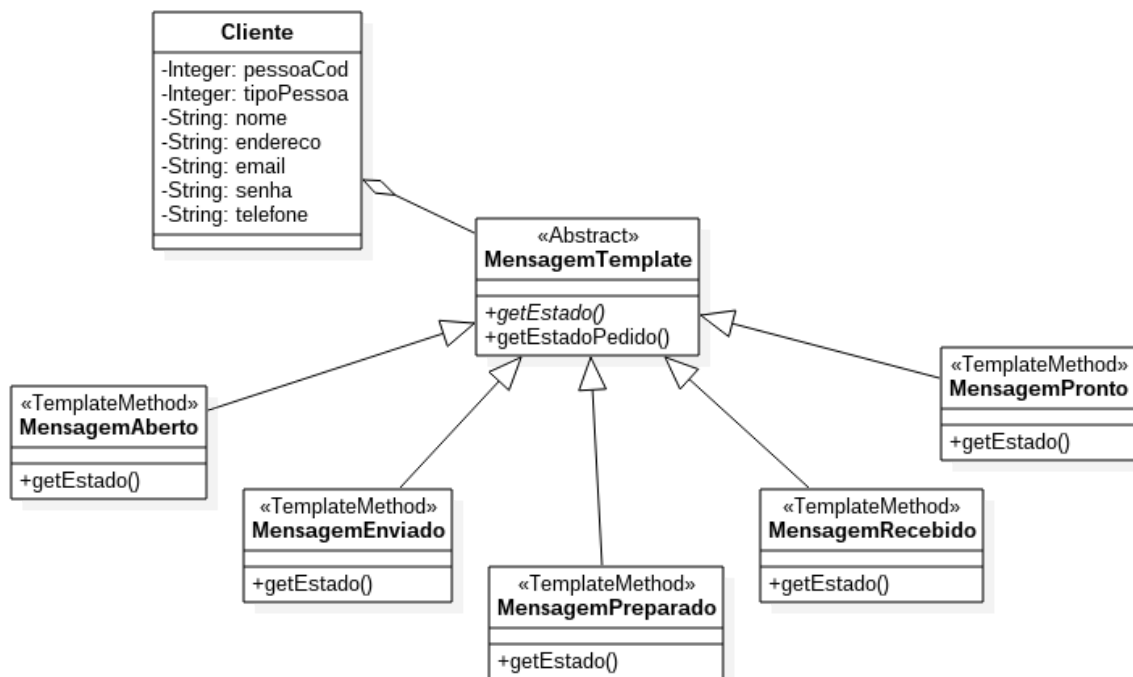 Cliente
-Integer: pessoaCod
-Integer: tipoPessoa
-String: nome
-String: endereco
-String: email
-String: senha
-String: telefone
«Abstract»
MensagemTemplate
+getEstado()
+getEstadoPedido()
«TemplateMethod»
MensagemPronto
+getEstado()
«TemplateMethod»
MensagemAberto
+getEstado()
«TemplateMethod»
MensagemEnviado
+getEstado()
«TemplateMethod»
MensagemRecebido
+getEstado()
«TemplateMethod»
MensagemPreparado
+getEstado()